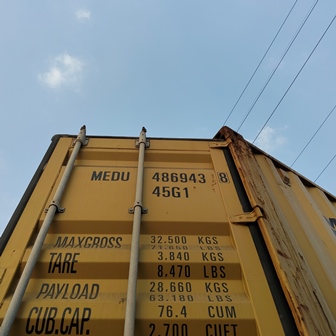 MEDU 486943 8
45G1
MAXGROSS 32.500 KGS
71.650 LBS
TARE 3.840 KGS
8.470 LBS
PAYLOAD 28.660 KGS
63.180 LBS
CUB.CAP. 76.4 CUM
2.700 CUFT